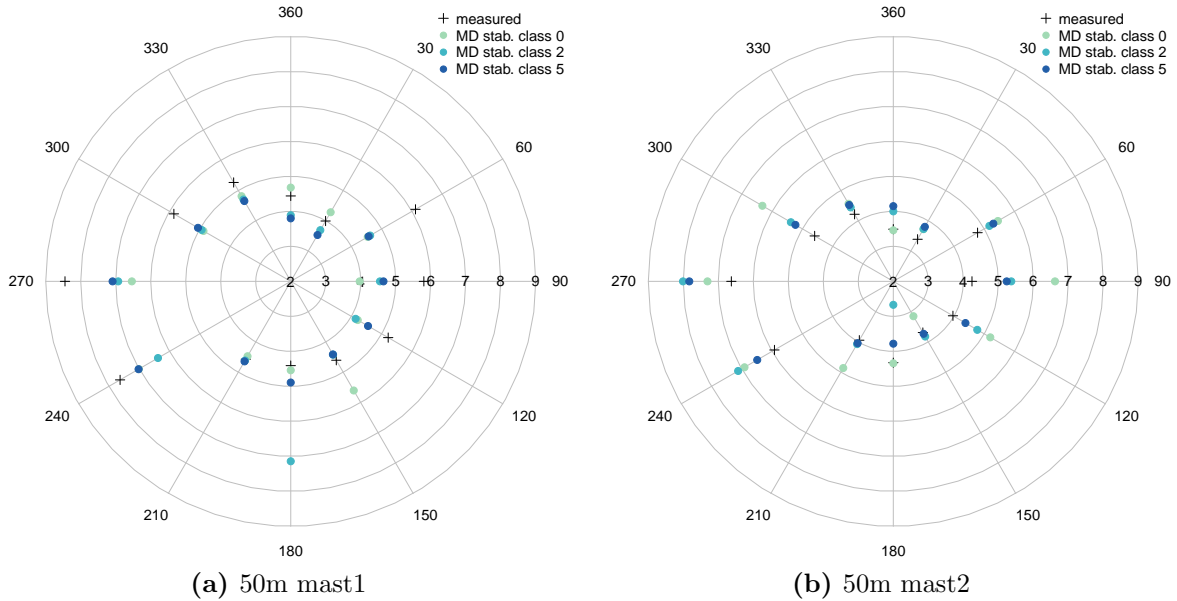 360
330
30
300
60
270
2 3 4 5 6 7 8 9 90
240
120
210
150
180
+ measured
MD stab. class 0
MD stab. class 2
MD stab. class 5
(a) 50m mast1
360
330
30
300
60
270
2 3 4 5 6 7 8 9 90
240
120
210
150
180
+ measured
MD stab. class 0
MD stab. class 2
MD stab. class 5
(b) 50m mast2